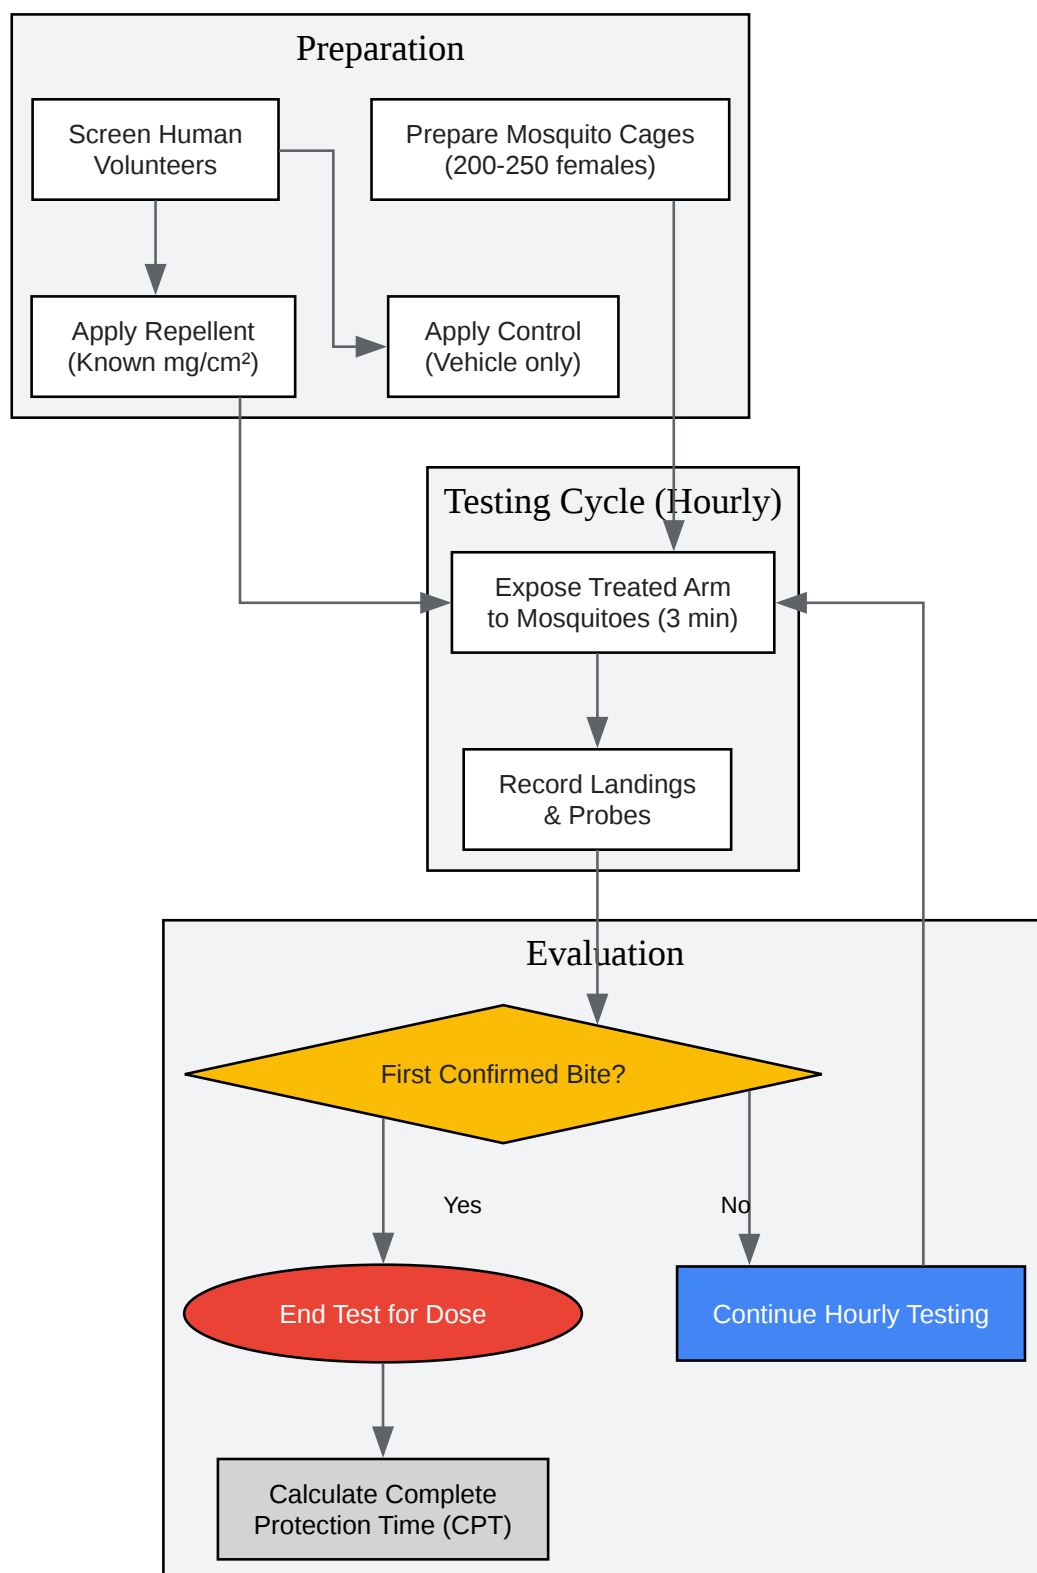 Preparation
Screen Human
Volunteers
Prepare Mosquito Cages
(200-250 females)
Apply Repellent
(Known mg/cm²)
Apply Control
(Vehicle only)
Testing Cycle (Hourly)
Expose Treated Arm
to Mosquitoes (3 min)
Record Landings
& Probes
Evaluation
First Confirmed Bite?
Yes
No
End Test for Dose
Continue Hourly Testing
Calculate Complete
Protection Time (CPT)